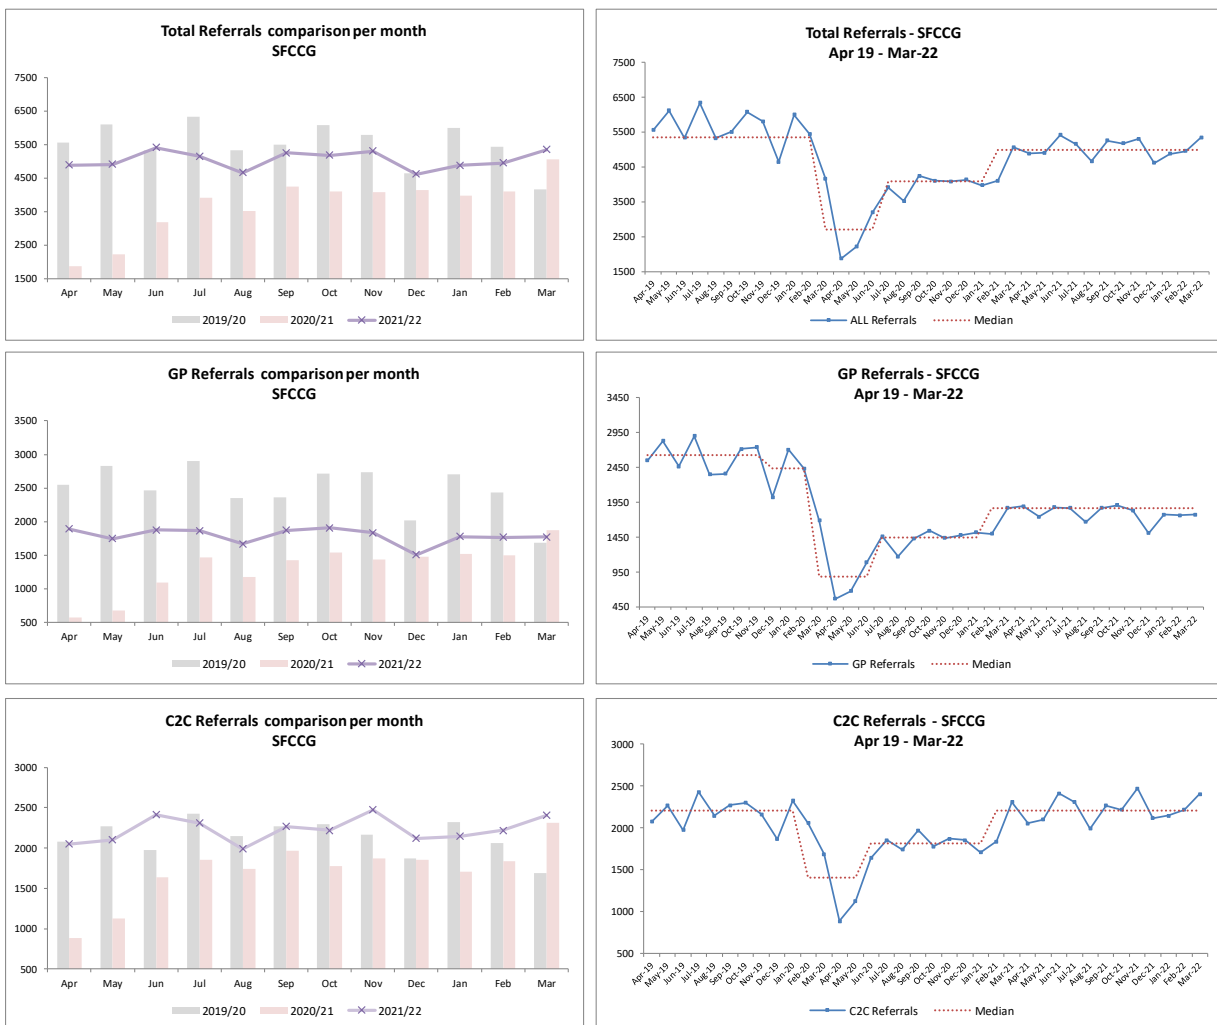 Total Referrals comparison per month
SFCCG
7500
6500
5500
4500
3500
2500
1500
Apr May Jun Jul Aug Sep Oct Nov Dec Jan Feb Mar
2019/20 2020/21 2021/22
Total Referrals - SFCCG
Apr 19 - Mar-22
7500
6500
5500
4500
3500
2500
1500
Apr-19 May-19 Jun-19 Jul-19 Aug-19 Sep-19 Oct-19 Nov-19 Dec-19 Jan-20 Feb-20 Mar-20 Apr-20 May-20 Jun-20 Jul-20 Aug-20 Sep-20 Oct-20 Nov-20 Dec-20 Jan-21 Feb-21 Mar-21 Apr-21 May-21 Jun-21 Jul-21 Aug-21 Sep-21 Oct-21 Nov-21 Dec-21 Jan-22 Feb-22 Mar-22
ALL Referrals Median
GP Referrals comparison per month
SFCCG
3500
3000
2500
2000
1500
1000
500
Apr May Jun Jul Aug Sep Oct Nov Dec Jan Feb Mar
2019/20 2020/21 2021/22
GP Referrals - SFCCG
Apr 19 - Mar-22
3450
2950
2450
1950
1450
950
450
Apr-19 May-19 Jun-19 Jul-19 Aug-19 Sep-19 Oct-19 Nov-19 Dec-19 Jan-20 Feb-20 Mar-20 Apr-20 May-20 Jun-20 Jul-20 Aug-20 Sep-20 Oct-20 Nov-20 Dec-20 Jan-21 Feb-21 Mar-21 Apr-21 May-21 Jun-21 Jul-21 Aug-21 Sep-21 Oct-21 Nov-21 Dec-21 Jan-22 Feb-22 Mar-22
GP Referrals Median
C2C Referrals comparison per month
SFCCG
3000
2500
2000
1500
1000
500
Apr May Jun Jul Aug Sep Oct Nov Dec Jan Feb Mar
2019/20 2020/21 2021/22
C2C Referrals - SFCCG
Apr 19 - Mar-22
3000
2500
2000
1500
1000
500
Apr-19 May-19 Jun-19 Jul-19 Aug-19 Sep-19 Oct-19 Nov-19 Dec-19 Jan-20 Feb-20 Mar-20 Apr-20 May-20 Jun-20 Jul-20 Aug-20 Sep-20 Oct-20 Nov-20 Dec-20 Jan-21 Feb-21 Mar-21 Apr-21 May-21 Jun-21 Jul-21 Aug-21 Sep-21 Oct-21 Nov-21 Dec-21 Jan-22 Feb-22 Mar-22
C2C Referrals Median